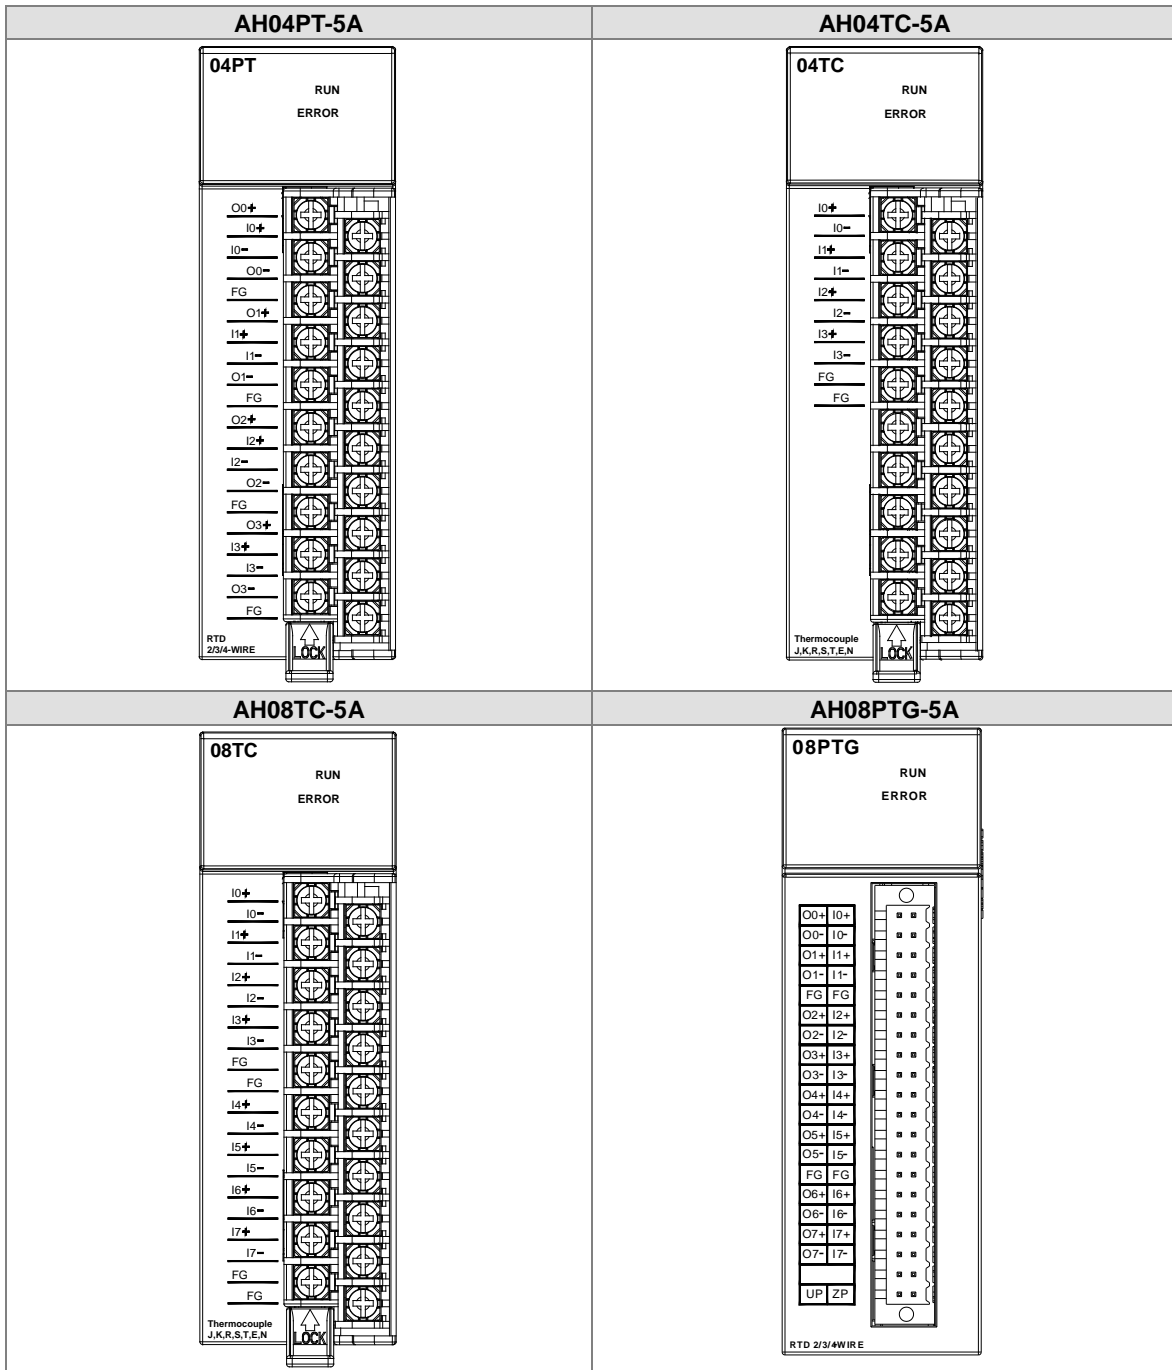 AH04PT-5A
04PT
RUN
ERROR
O0+
I0+
I0-
O0-
FG
O1+
I1+
I1-
O1-
FG
O2+
I2+
I2-
O2-
FG
O3+
I3+
I3-
O3-
FG
RTD
2/3/4-WIRE
LOCK
AH04TC-5A
04TC
RUN
ERROR
I0+
I0-
I1+
I1-
I2+
I2-
I3+
I3-
FG
FG
Thermocouple
J,K,R,S,T,E,N
LOCK
AH08TC-5A
08TC
RUN
ERROR
I0+
I0-
I1+
I1-
I2+
I2-
I3+
I3-
FG
FG
I4+
I4-
I5+
I5-
I6+
I6-
I7+
I7-
FG
FG
Thermocouple
J,K,R,S,T,E,N
LOCK
AH08PTG-5A
08PTG
RUN
ERROR
O0+ I0+
O0- I0-
O1+ I1+
O1- I1-
FG FG
O2+ I2+
O2- I2-
O3+ I3+
O3- I3-
O4+ I4+
O4- I4-
O5+ I5+
O5- I5-
FG FG
O6+ I6+
O6- I6-
O7+ I7+
O7- I7-
UP ZP
RTD 2/3/4-WIRE